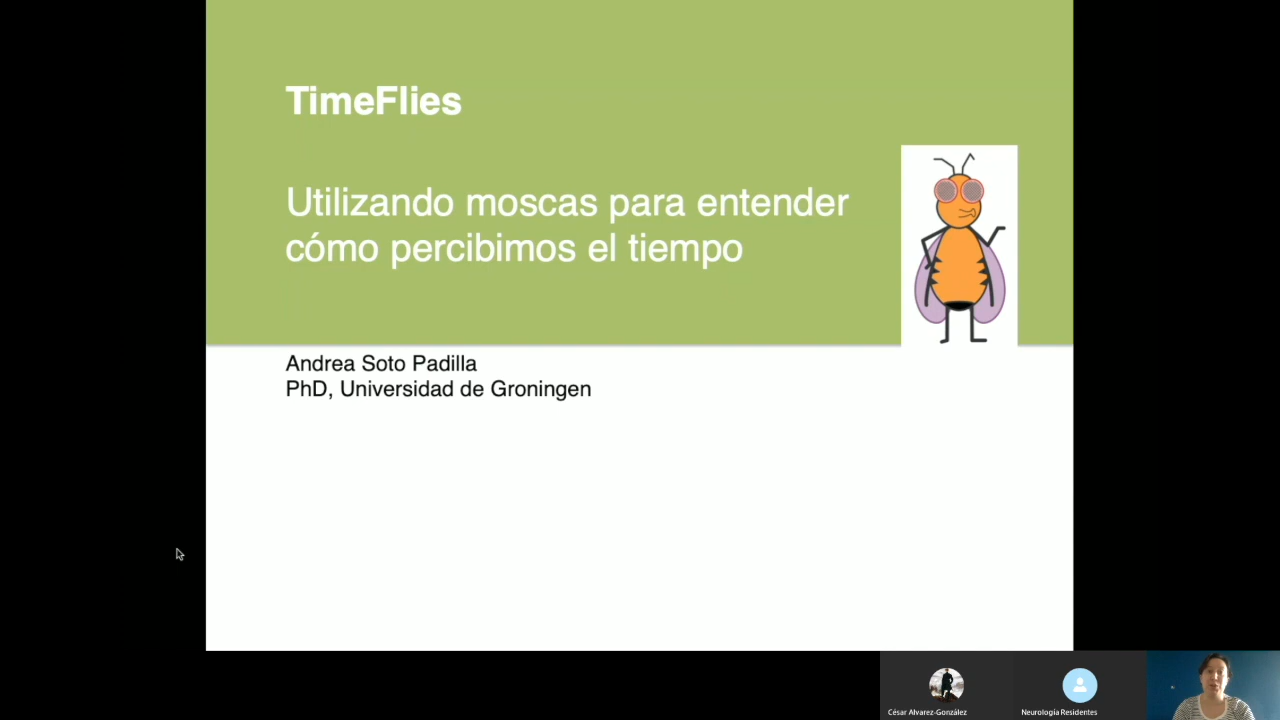 TimeFlies
Utilizando moscas para entender
cómo percibimos el tiempo
Andrea Soto Padilla
PhD, Universidad de Groningen
César Alvarez-González
Neurología Residentes